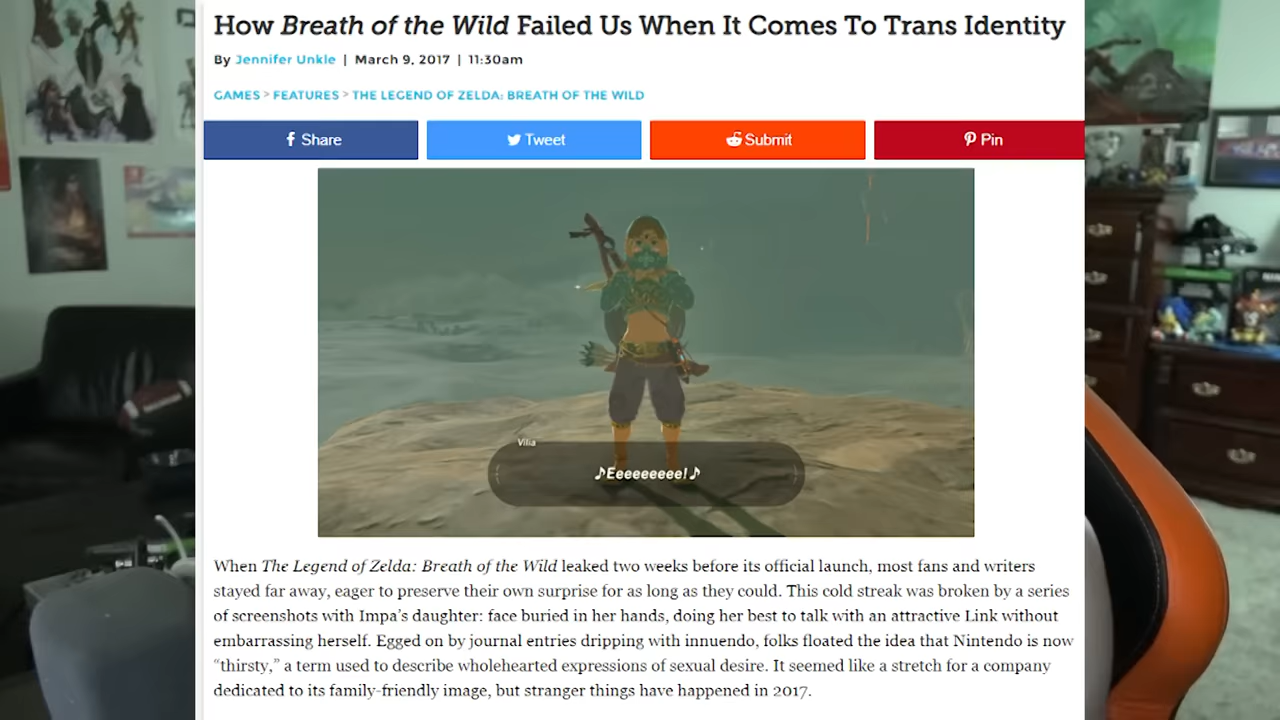 How Breath of the Wild Failed Us When It Comes To Trans Identity
By Jennifer Unkle | March 9, 2017 | 11:30am
GAMES > FEATURES > THE LEGEND OF ZELDA: BREATH OF THE WILD
Share Tweet Submit Pin
Vilia
♪Eeeeeeeee!♪
When The Legend of Zelda: Breath of the Wild leaked two weeks before its official launch, most fans and writers
stayed far away, eager to preserve their own surprise for as long as they could. This cold streak was broken by a series
of screenshots with Impa’s daughter: face buried in her hands, doing her best to talk with an attractive Link without
embarrassing herself. Egged on by journal entries dripping with innuendo, folks floated the idea that Nintendo is now
“thirsty,” a term used to describe wholehearted expressions of sexual desire. It seemed like a stretch for a company
dedicated to its family-friendly image, but stranger things have happened in 2017.